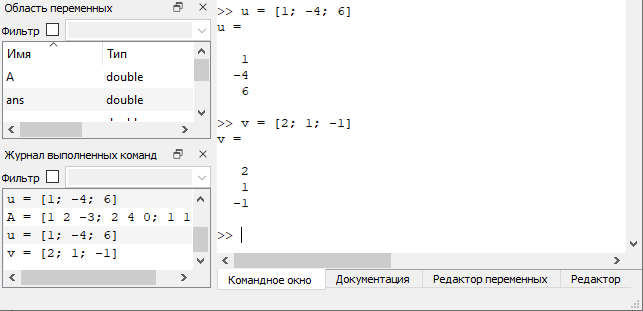 Область переменных
Фильтр
Имя Тип
A double
ans double
Журнал выполненных команд
Фильтр
u = [1; -4; 6]
A = [1 2 -3; 2 4 0; 1 1
u = [1; -4; 6]
v = [2; 1; -1]
>> u = [1; -4; 6]
u =
1
-4
6
>> v = [2; 1; -1]
v =
2
1
-1
>>
Командное окно Документация Редактор переменных Редактор